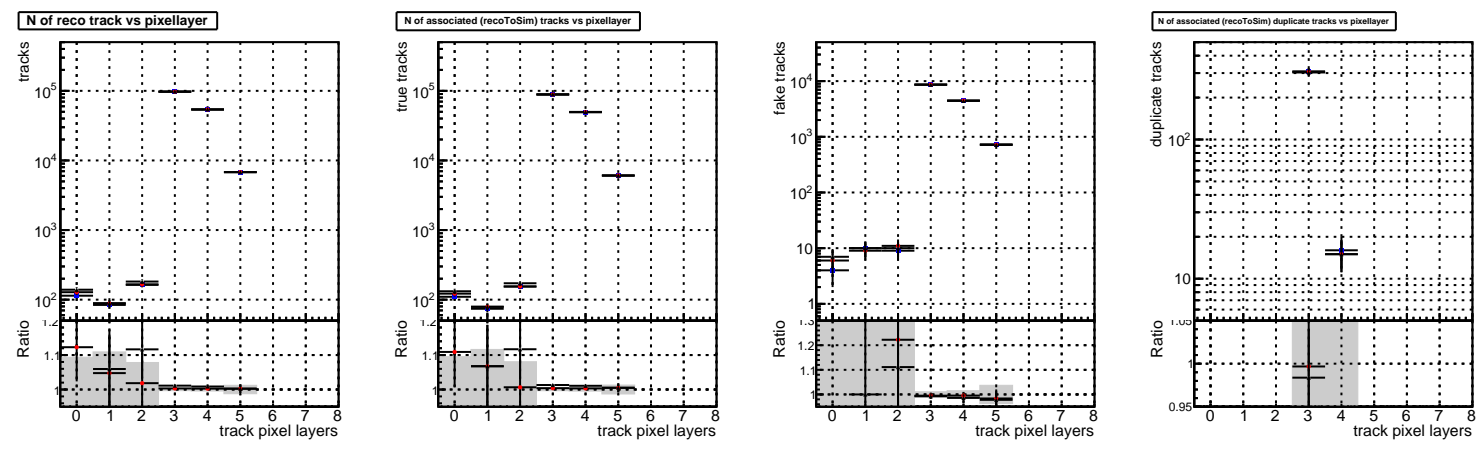 N of reco track vs pixellayer
tracks
10^5
10^4
10^3
10^2
Ratio
1.2
1.1
1
0 1 2 3 4 5 6 7 8
track pixel layers
N of associated (recoToSim) tracks vs pixellayer
true tracks
10^5
10^4
10^3
10^2
Ratio
1.2
1.1
1
0 1 2 3 4 5 6 7 8
track pixel layers
fake tracks
10^4
10^3
10^2
10
1
Ratio
1.3
1.2
1.1
1
0 1 2 3 4 5 6 7 8
track pixel layers
N of associated (recoToSim) duplicate tracks vs pixellayer
duplicate tracks
10^2
10
Ratio
1.05
1
0.95
0 1 2 3 4 5 6 7 8
track pixel layers